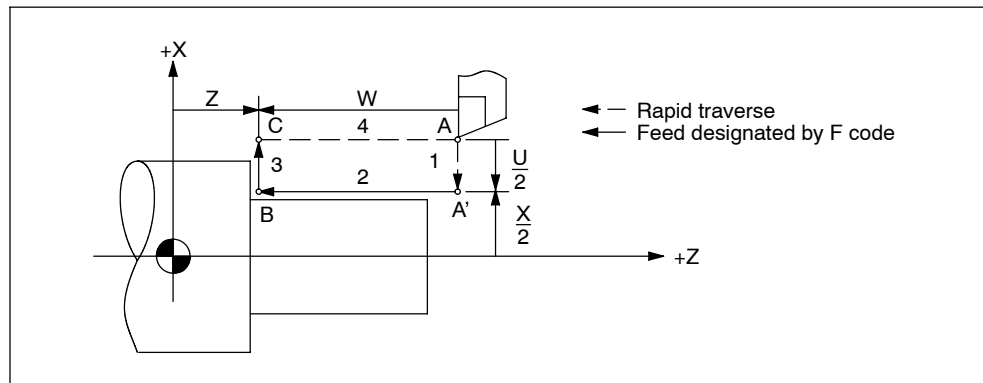 +X
Z
W
C
4
A
Rapid traverse
Feed designated by F code
3
1
U
2
2
B
A'
X
2
+Z